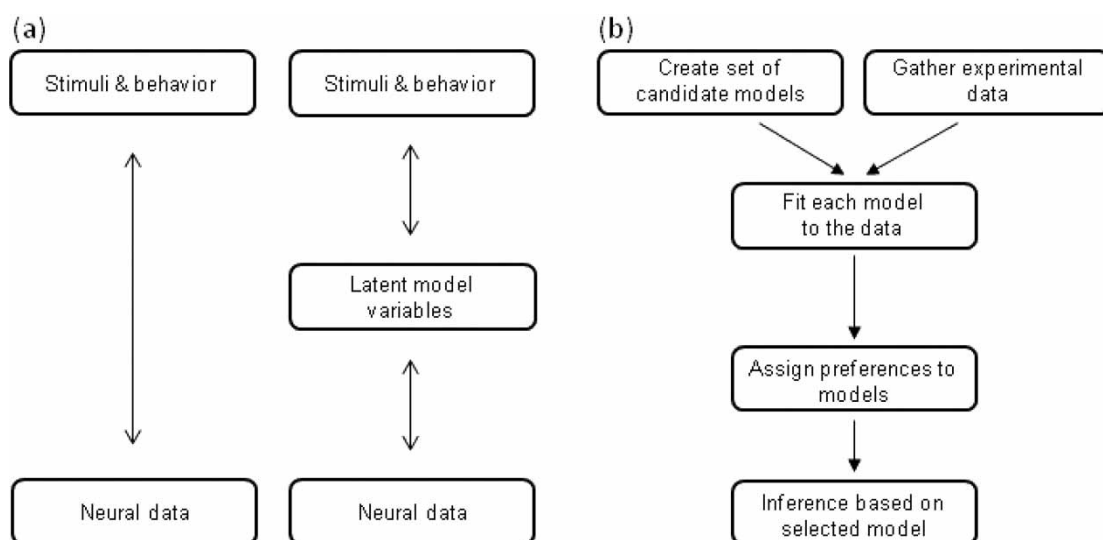 (a)
Stimuli & behavior
Stimuli & behavior
Latent model
variables
Neural data
Neural data
(b)
Create set of
candidate models
Gather experimental
data
Fit each model
to the data
Assign preferences to
models
Inference based on
selected model